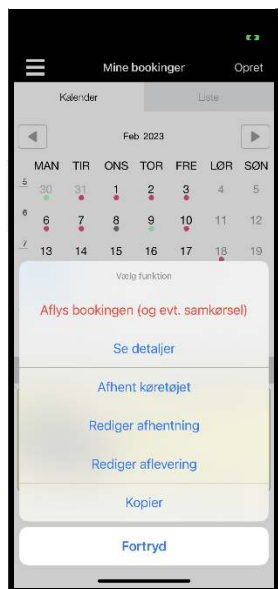 Mine bookinger
Opret
Kalender
Liste
Feb 2023
MAN TIR ONS TOR FRE LØR SØN
5 30 31 1 2 3 4 5
6 6 7 8 9 10 11 12
7 13 14 15 16 17 18 19
Vælg funktion
Aflys bookingen (og evt. samkørsel)
Se detaljer
Afhent køretøjet
Rediger afhentning
Rediger aflevering
Kopier
Fortryd